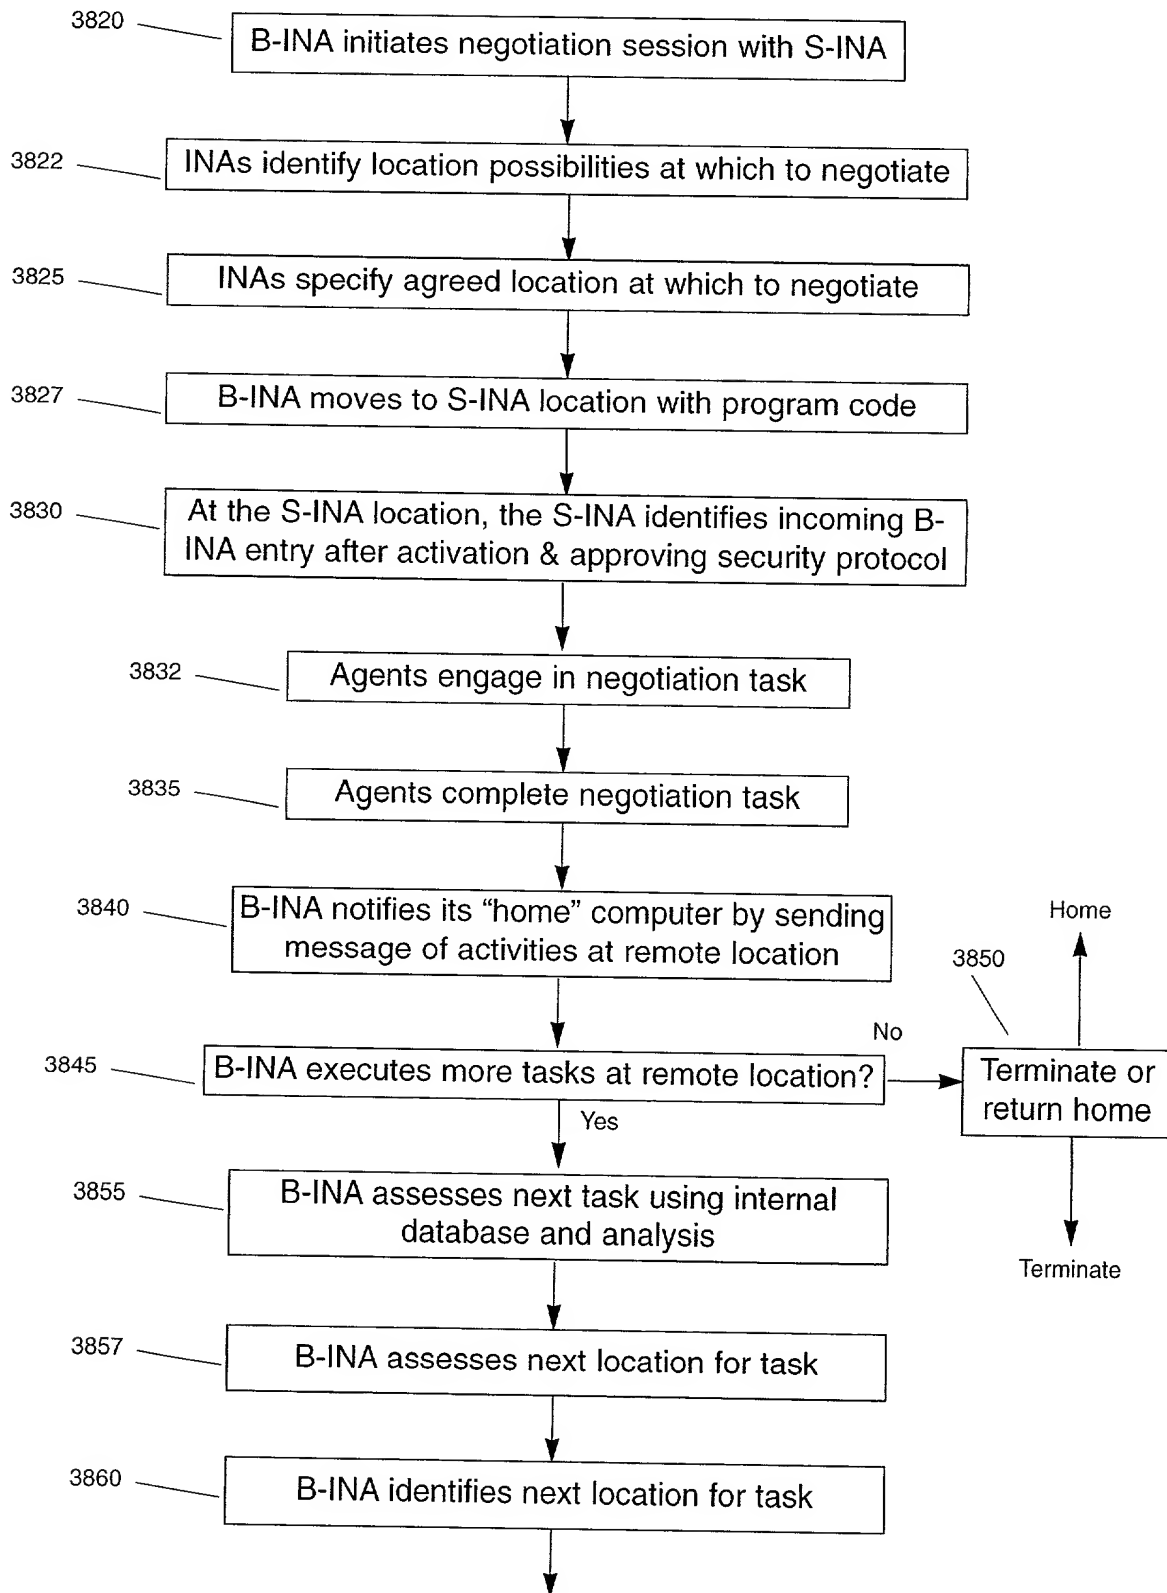 3820
B-INA initiates negotiation session with S-INA
3822
INAs identify location possibilities at which to negotiate
3825
INAs specify agreed location at which to negotiate
3827
B-INA moves to S-INA location with program code
3830
At the S-INA location, the S-INA identifies incoming B-
INA entry after activation & approving security protocol
3832
Agents engage in negotiation task
3835
Agents complete negotiation task
3840
B-INA notifies its “home” computer by sending
message of activities at remote location
Home
3850
No
3845
B-INA executes more tasks at remote location?
Terminate or
return home
Yes
Terminate
3855
B-INA assesses next task using internal
database and analysis
3857
B-INA assesses next location for task
3860
B-INA identifies next location for task